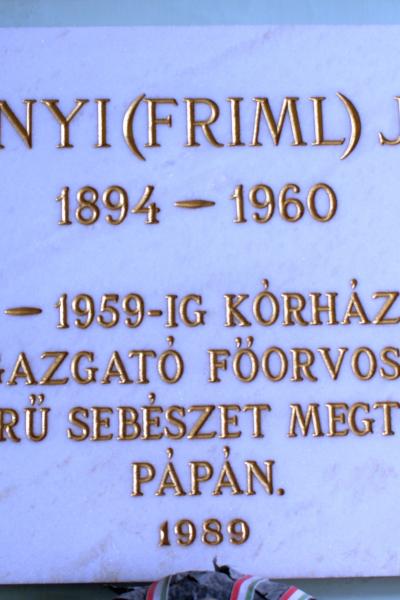 NYI (FRIML) J
1894 – 1960
– 1959-IG KÓRHÁZ
GAZGATÓ FŐORVOS
RŰ SEBÉSZET MEGT
PÁPÁN.
1989